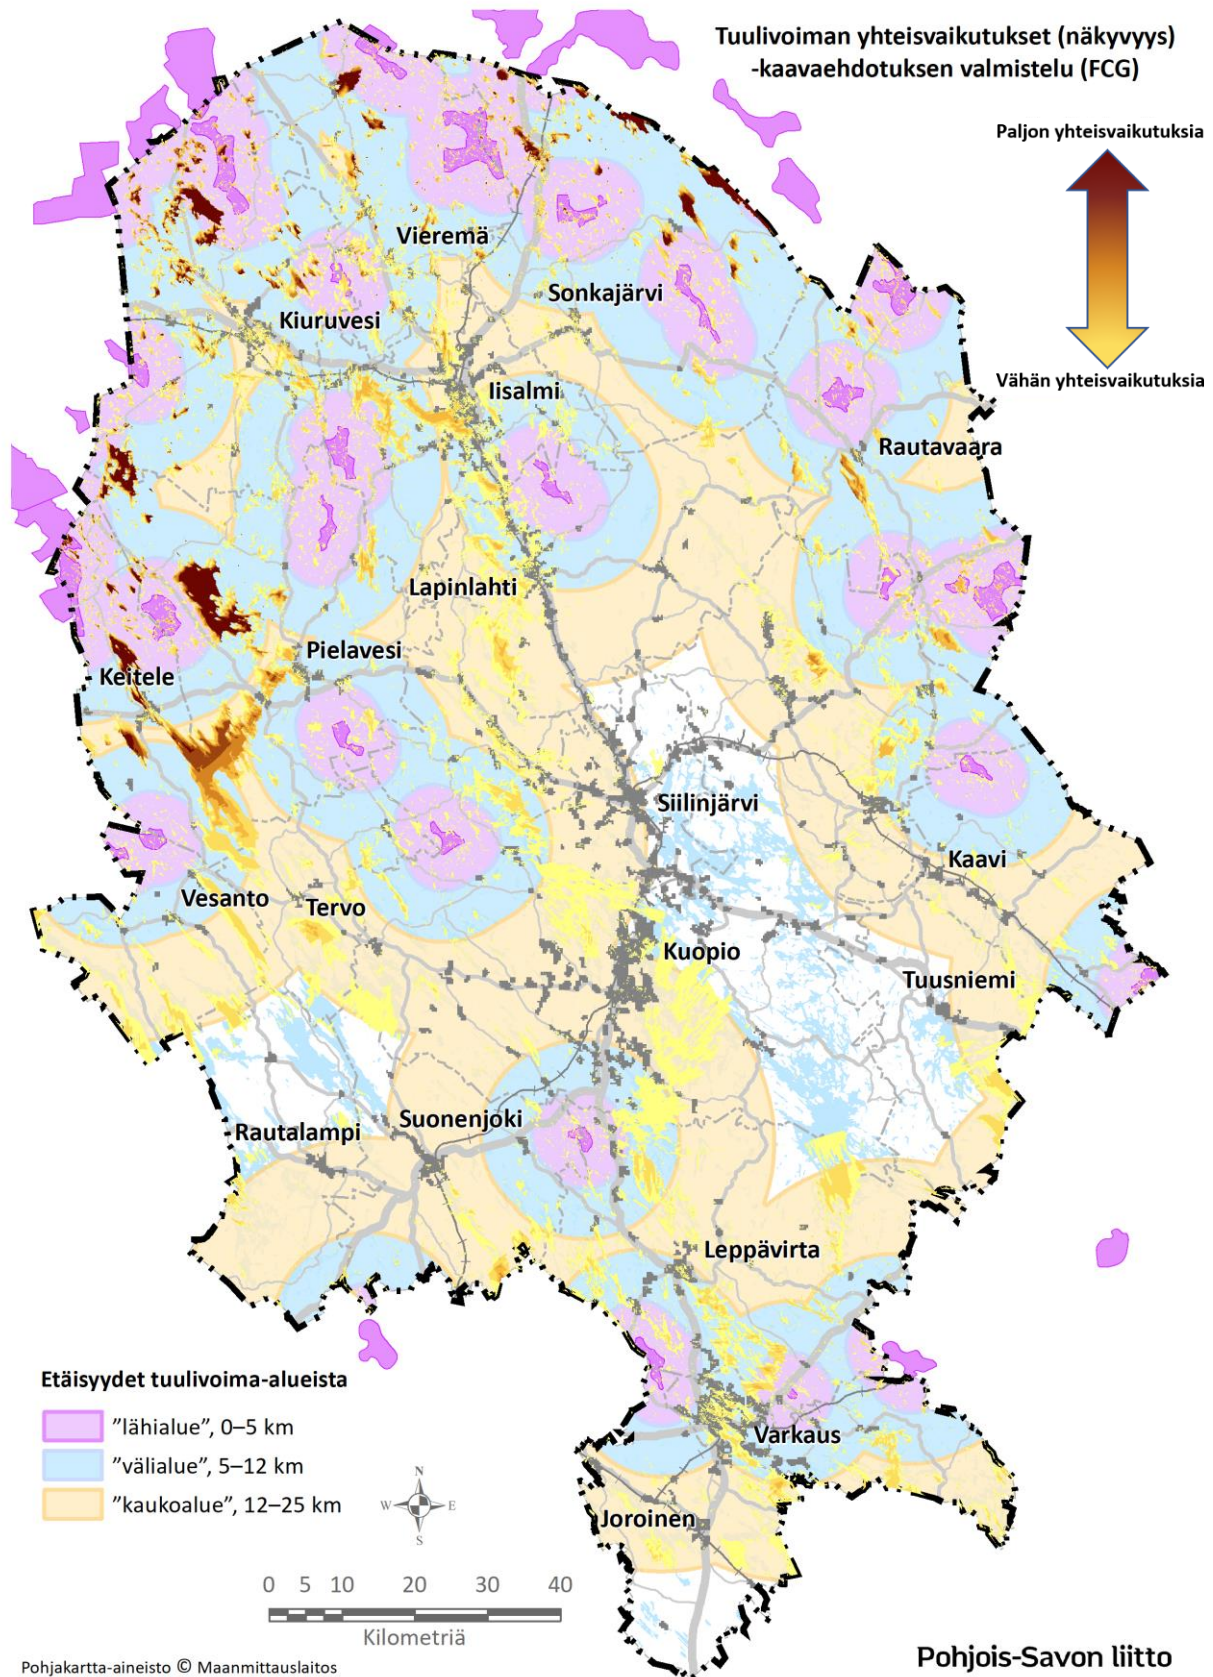 Tuulivoiman yhteisvaikutukset (näkyvyys)
-kaavaehdotuksen valmistelu (FCG)
Paljon yhteisvaikutuksia
Vähän yhteisvaikutuksia
Vieremä
Sonkajärvi
Kiuruvesi
Iisalmi
Rautavaara
Lapinlahti
Pielavesi
Keitele
Siilinjärvi
Kaavi
Vesanto
Tervo
Kuopio
Tuusniemi
Suonenjoki
Rautalampi
Leppävirta
Varkaus
Joroinen
Etäisyydet tuulivoima-alueista
"lähialue", 0–5 km
"välialue", 5–12 km
"kaukoalue", 12–25 km
N
W E
S
0 5 10 20 30 40
Kilometriä
Pohjakartta-aineisto © Maanmittauslaitos
Pohjois-Savon liitto